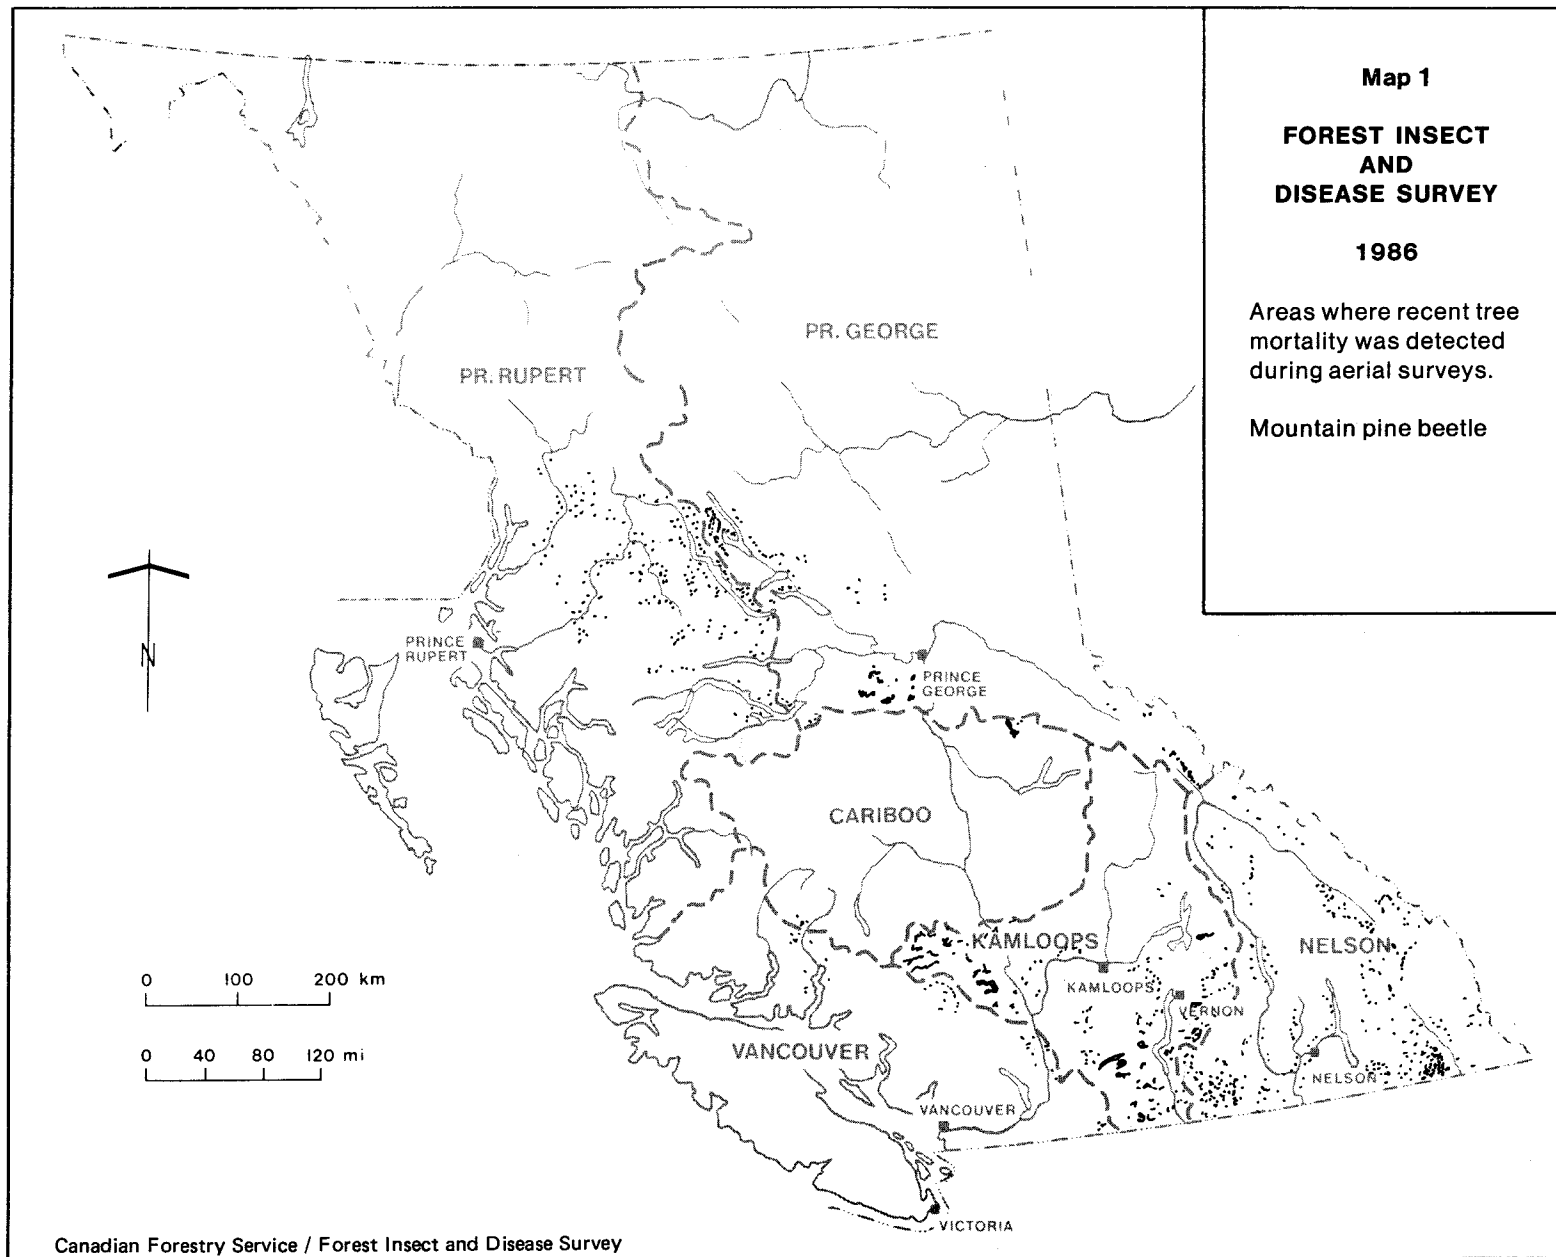 Map 1
FOREST INSECT
AND
DISEASE SURVEY
1986
Areas where recent tree
mortality was detected
during aerial surveys.
Mountain pine beetle
PR. GEORGE
PR. RUPERT
N
PRINCE
RUPERT
PRINCE
GEORGE
CARIBOO
KAMLOOPS
NELSON
KAMLOOPS
VERNON
0 100 200 km
0 40 80 120 mi
VANCOUVER
NELSON
VANCOUVER
VICTORIA
Canadian Forestry Service / Forest Insect and Disease Survey